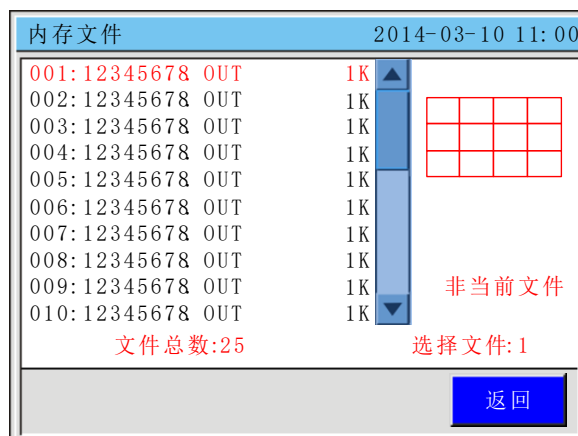 内存文件 2014-03-10 11:00
001:12345678.OUT 1K
002:12345678.OUT 1K
003:12345678.OUT 1K
004:12345678.OUT 1K
005:12345678.OUT 1K
006:12345678.OUT 1K
007:12345678.OUT 1K
008:12345678.OUT 1K
009:12345678.OUT 1K
非当前文件
010:12345678.OUT 1K
文件总数:25 选择文件:1
返回